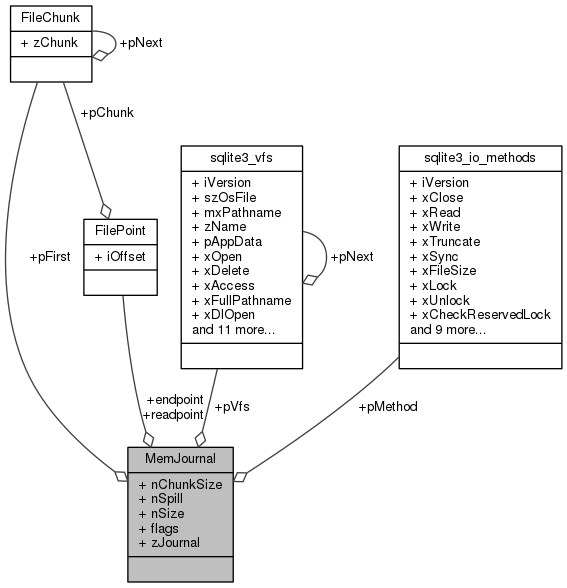 FileChunk
+ zChunk
+pNext
+pChunk
sqlite3_vfs
+ iVersion
+ szOsFile
+ mxPathname
+ zName
+ pAppData
+ xOpen
+ xDelete
+ xAccess
+ xFullPathname
+ xDlOpen
and 11 more...
+pNext
sqlite3_io_methods
+ iVersion
+ xClose
+ xRead
+ xWrite
+ xTruncate
+ xSync
+ xFileSize
+ xLock
+ xUnlock
+ xCheckReservedLock
and 9 more...
FilePoint
+ iOffset
+pFirst
+endpoint
+readpoint
+pVfs
+pMethod
MemJournal
+ nChunkSize
+ nSpill
+ nSize
+ flags
+ zJournal